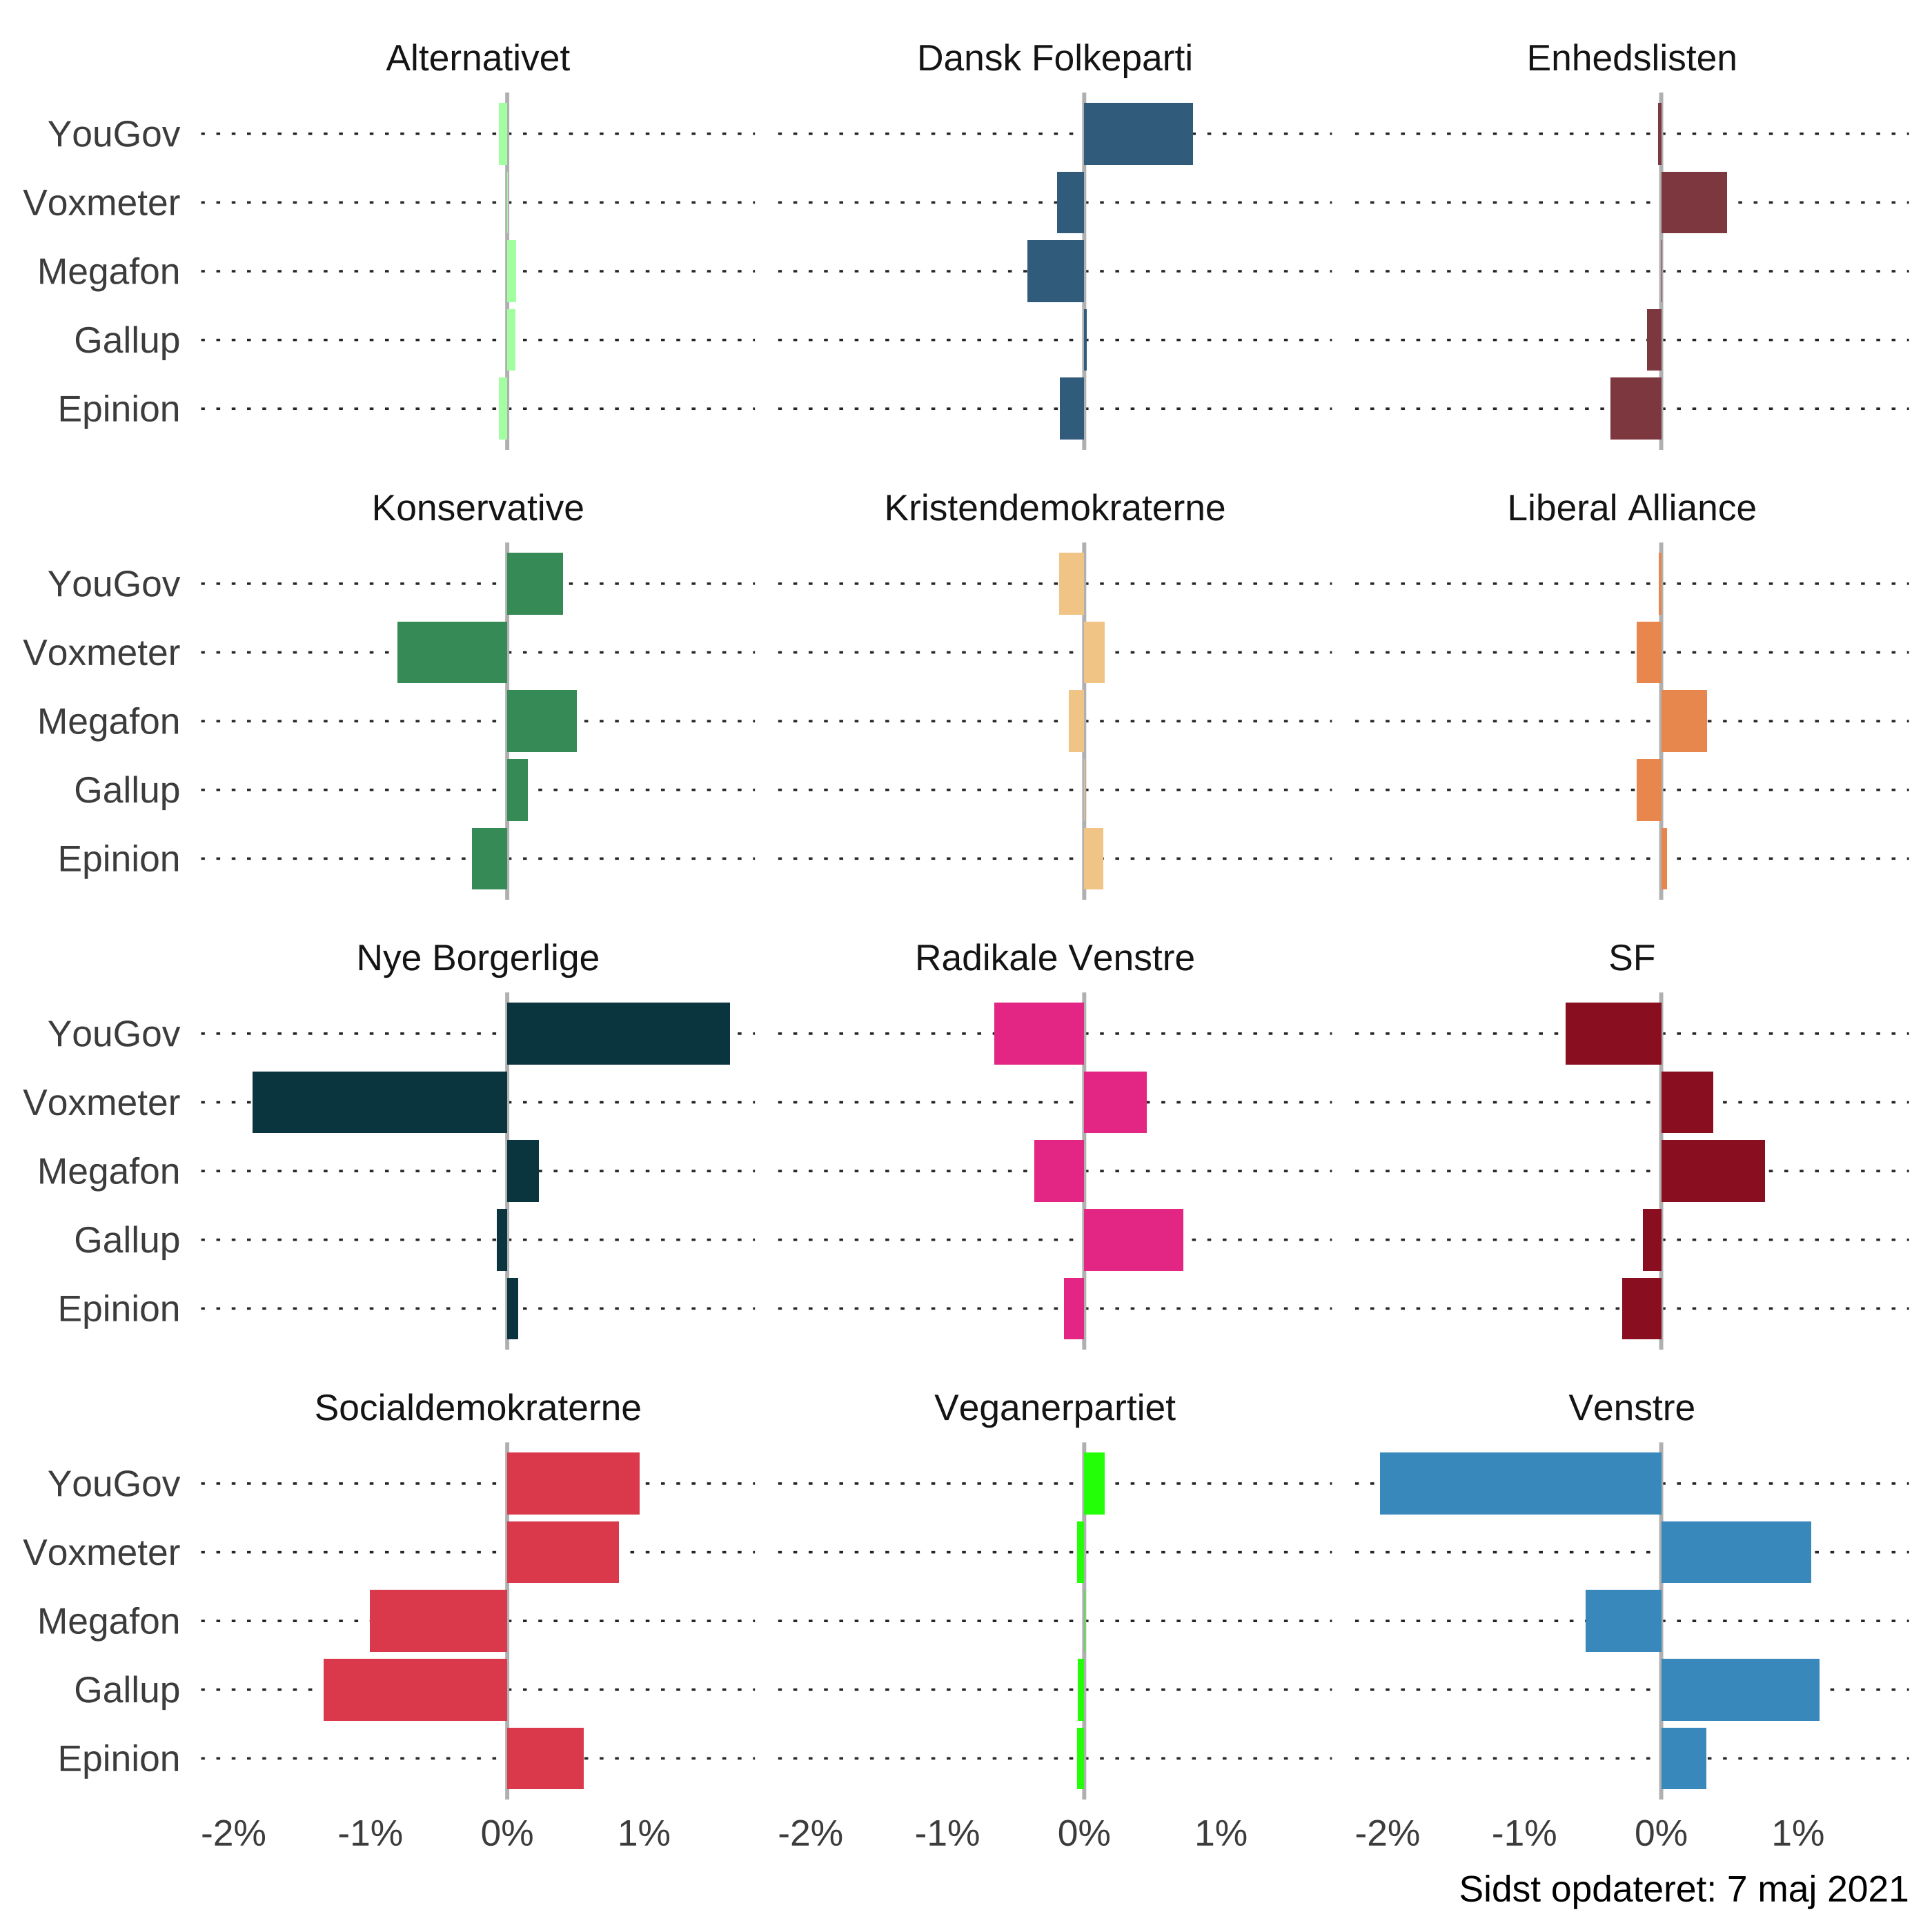 Alternativet Dansk Folkeparti Enhedslisten
YouGov
Voxmeter
Megafon
Gallup
Epinion
Konservative Kristendemokraterne Liberal Alliance
YouGov
Voxmeter
Megafon
Gallup
Epinion
Nye Borgerlige Radikale Venstre SF
YouGov
Voxmeter
Megafon
Gallup
Epinion
Socialdemokraterne Veganerpartiet Venstre
YouGov
Voxmeter
Megafon
Gallup
Epinion
-2% -1% 0% 1% -2% -1% 0% 1% -2% -1% 0% 1%
Sidst opdateret: 7 maj 2021